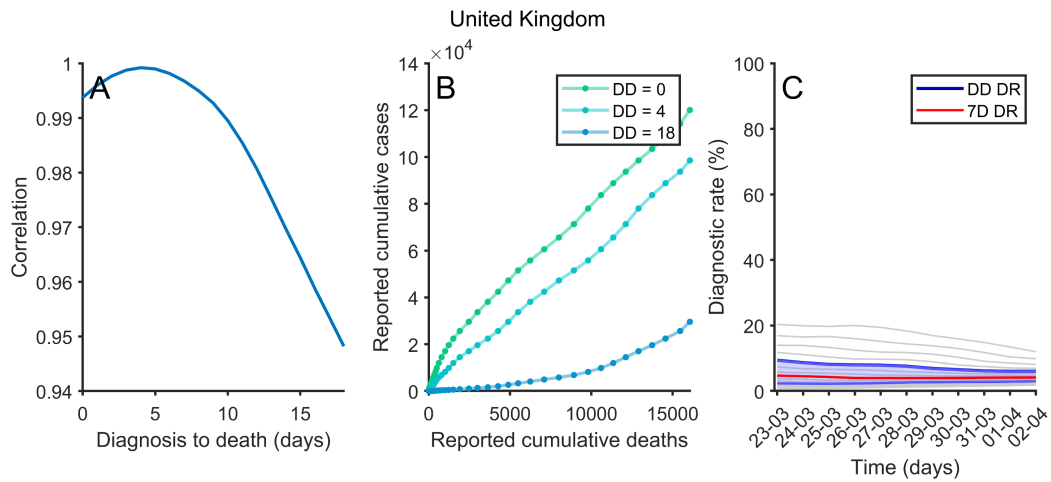 United Kingdom
A
1
0.99
0.98
0.97
0.96
0.95
0.94
Correlation
0
5
10
15
Diagnosis to death (days)
B
×10⁴
14
12
10
8
6
4
2
0
Reported cumulative cases
DD = 0
DD = 4
DD = 18
0
5000
10000
15000
Reported cumulative deaths
C
100
80
60
40
20
0
Diagnostic rate (%)
DD DR
7D DR
23-03
24-03
25-03
26-03
27-03
28-03
29-03
30-03
31-04
01-04
02-04
Time (days)